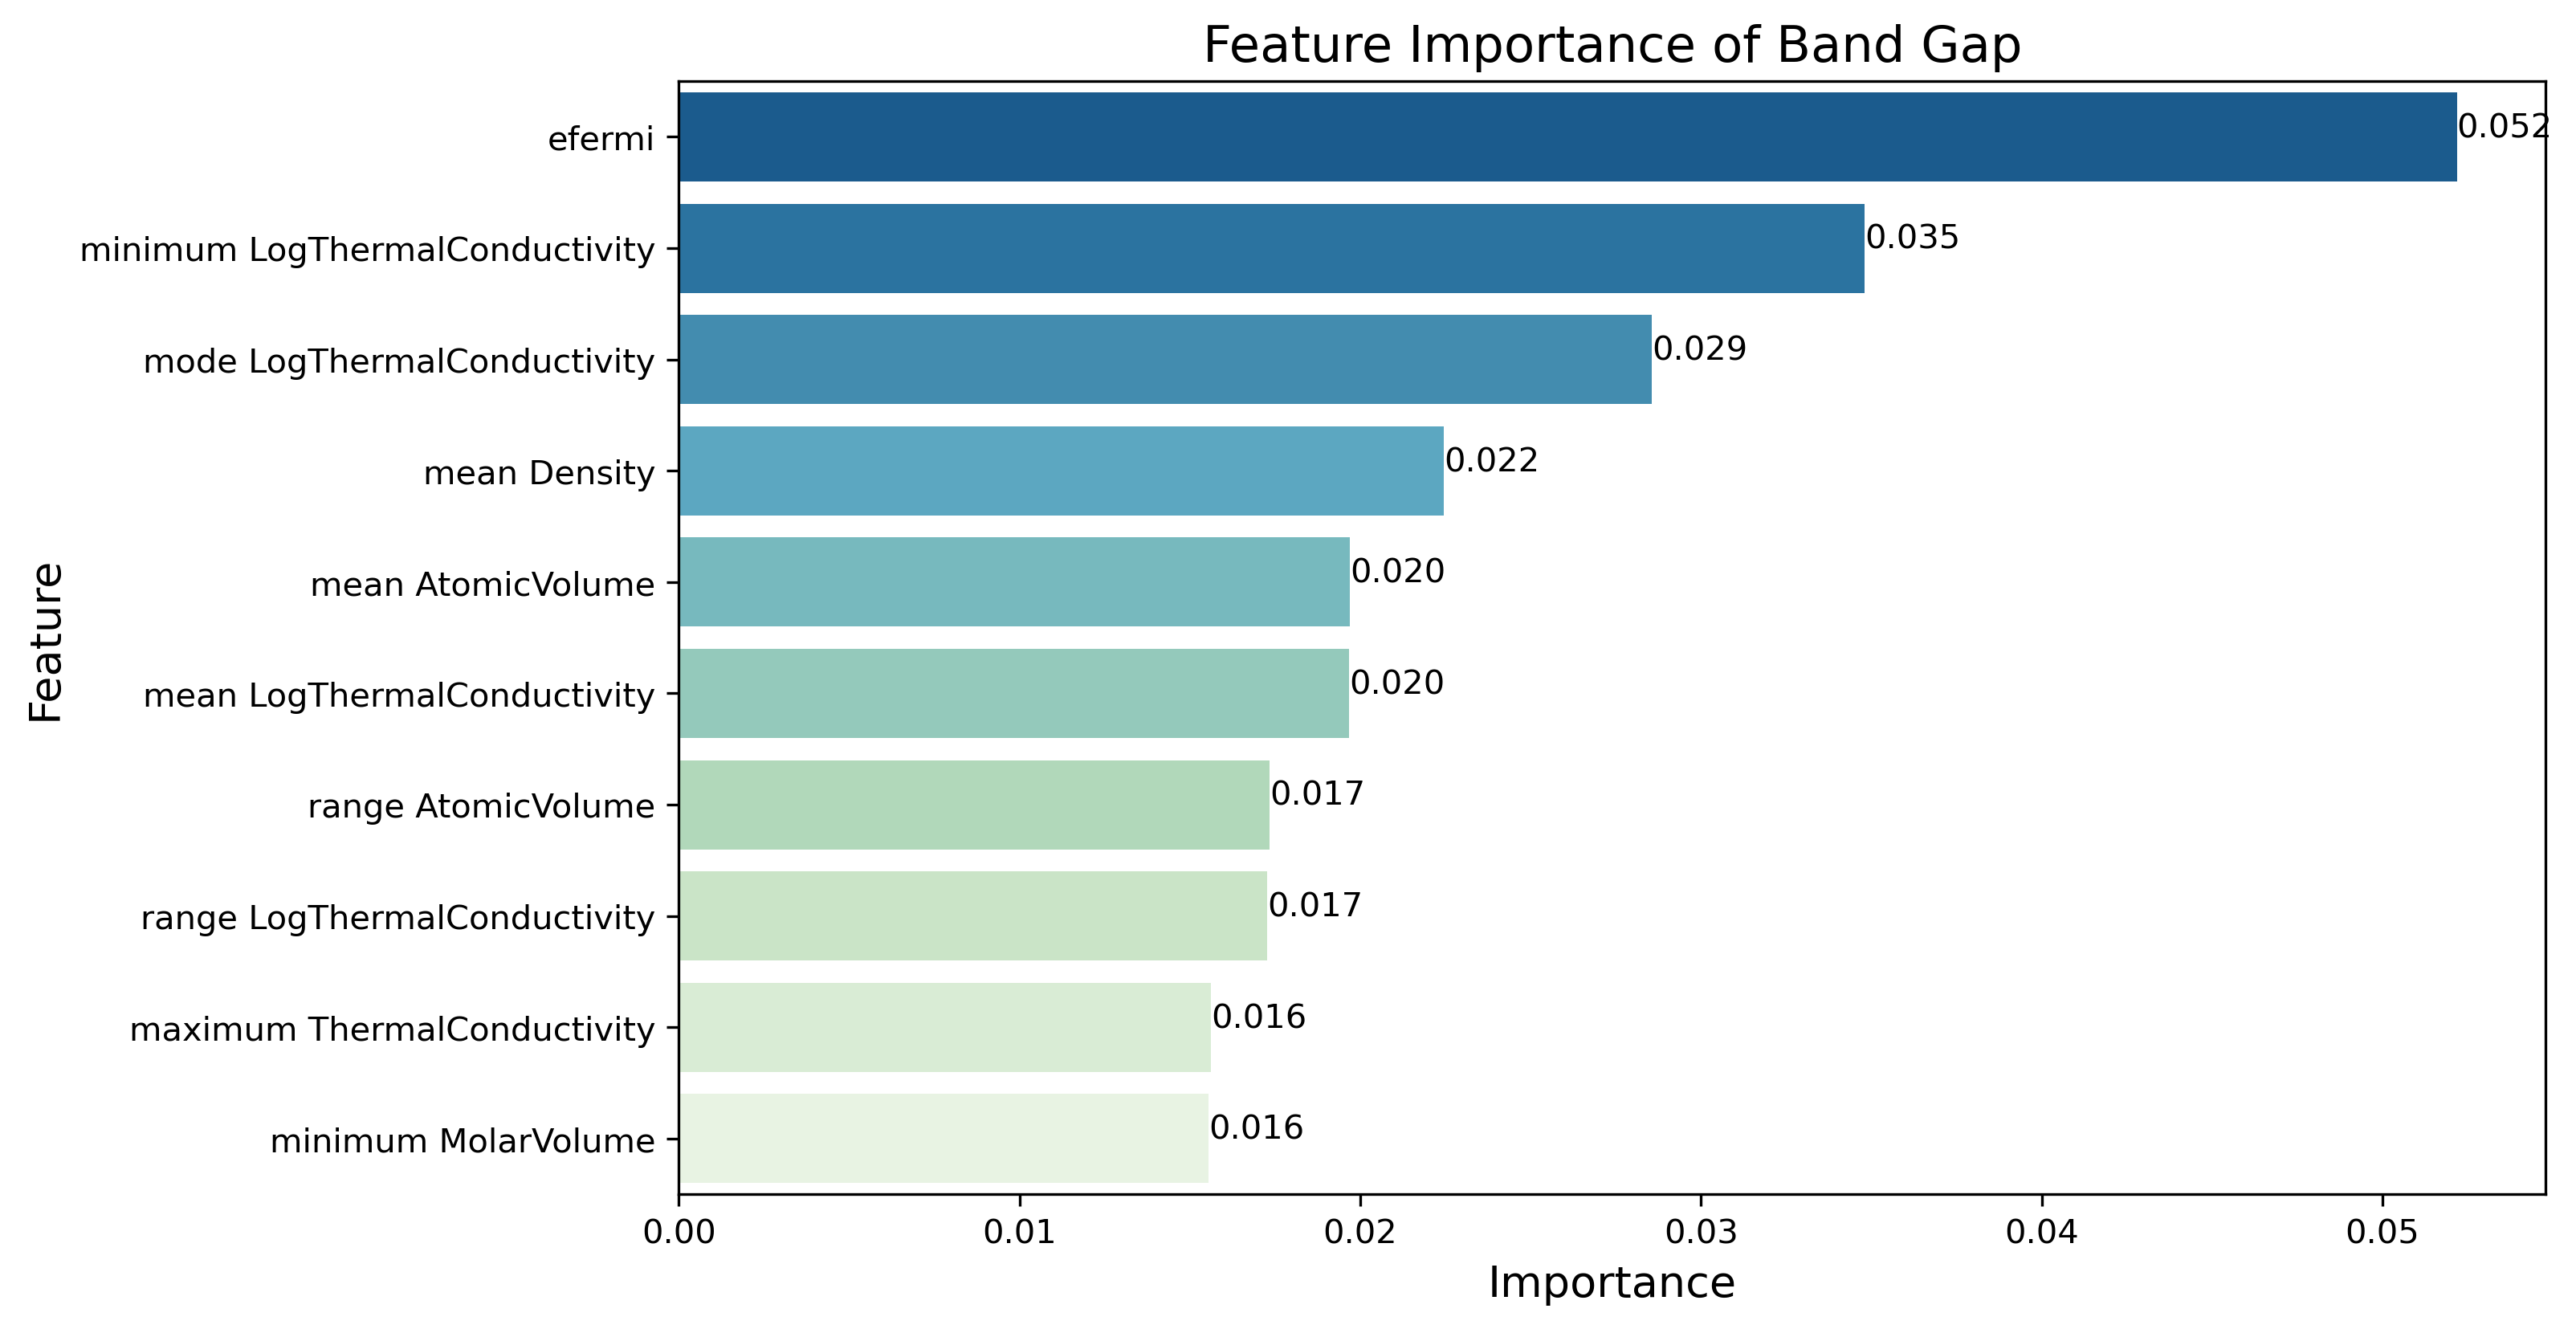 Feature Importance of Band Gap
efermi
0.052
minimum LogThermalConductivity
0.035
mode LogThermalConductivity
0.029
mean Density
0.022
mean AtomicVolume
0.020
mean LogThermalConductivity
0.020
range AtomicVolume
0.017
range LogThermalConductivity
0.017
maximum ThermalConductivity
0.016
minimum MolarVolume
0.016
Feature
0.00 0.01 0.02 0.03 0.04 0.05
Importance